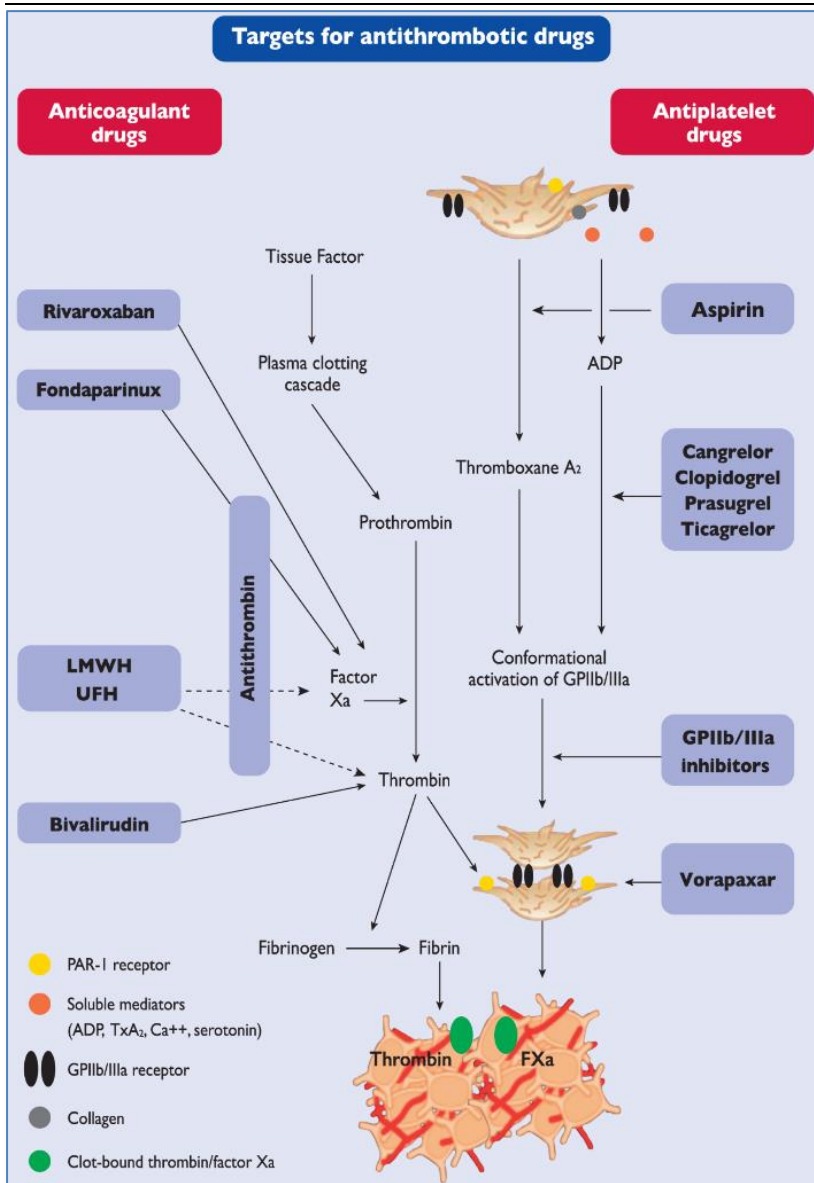 Targets for antithrombotic drugs
Anticoagulant
drugs
Antiplatelet
drugs
Tissue Factor
Rivaroxaban
Aspirin
Plasma clotting
cascade
ADP
Fondaparinux
Thromboxane A₂
Cangrelor
Clopidogrel
Prasugrel
Ticagrelor
Prothrombin
Antithrombin
LMWH
UFH
Factor
Xa
Conformational
activation of GPIIb/IIIa
GPIIb/IIIa
inhibitors
Thrombin
Bivalirudin
Vorapaxar
Fibrinogen
Fibrin
Thrombin
FXa
PAR-1 receptor
Soluble mediators
(ADP, TxA₂, Ca++, serotonin)
GPIIb/IIIa receptor
Collagen
Clot-bound thrombin/factor Xa